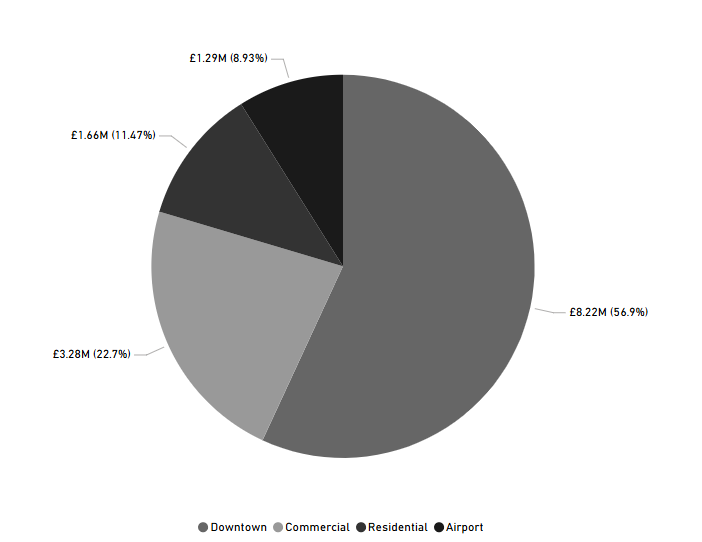 £1.29M (8.93%)
£1.66M (11.47%)
£8.22M (56.9%)
£3.28M (22.7%)
Downtown Commercial Residential Airport